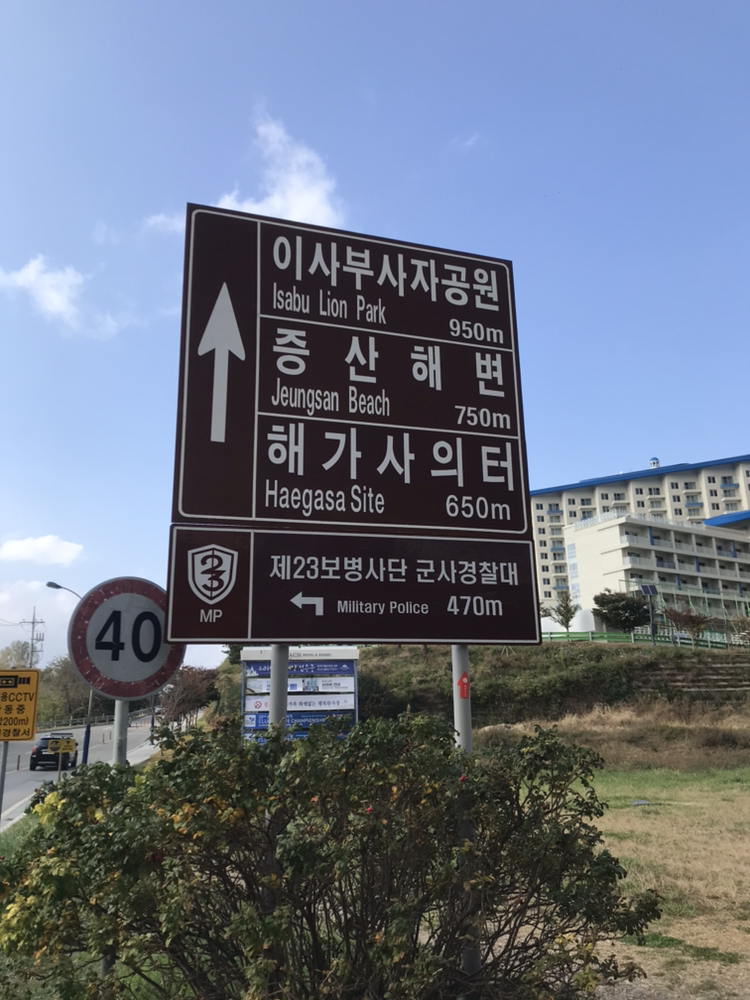 이사부사자공원
Isabu Lion Park
950m
증산해변
Jeungsan Beach
750m
해가사의터
Haegasa Site
650m
23
MP
제23보병사단 군사경찰대
Military Police 470m
40
CCTV
200m)